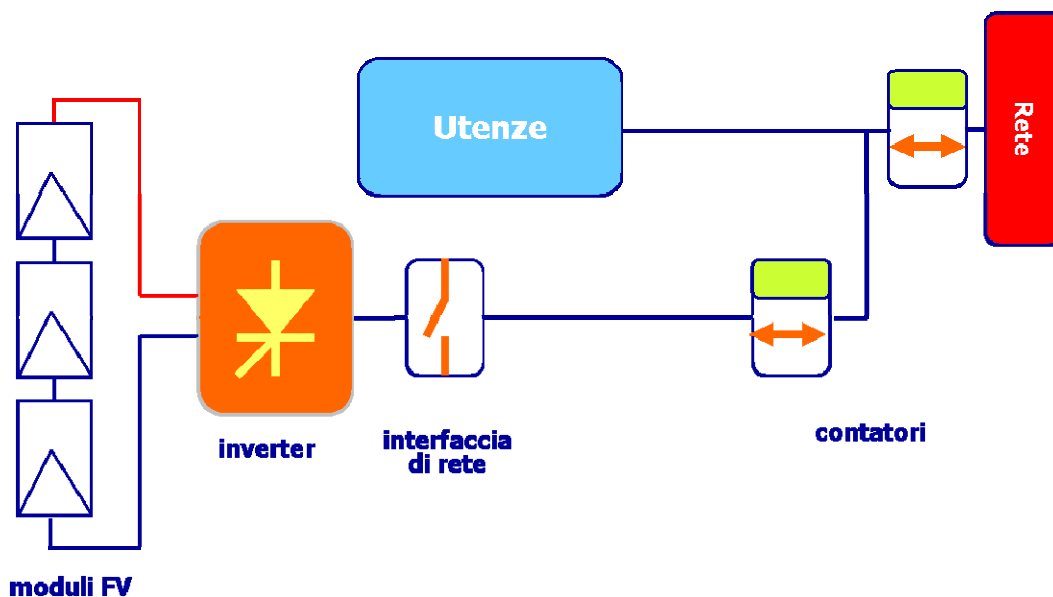 Utenze
Rete
inverter
interfaccia
di rete
contatori
moduli FV